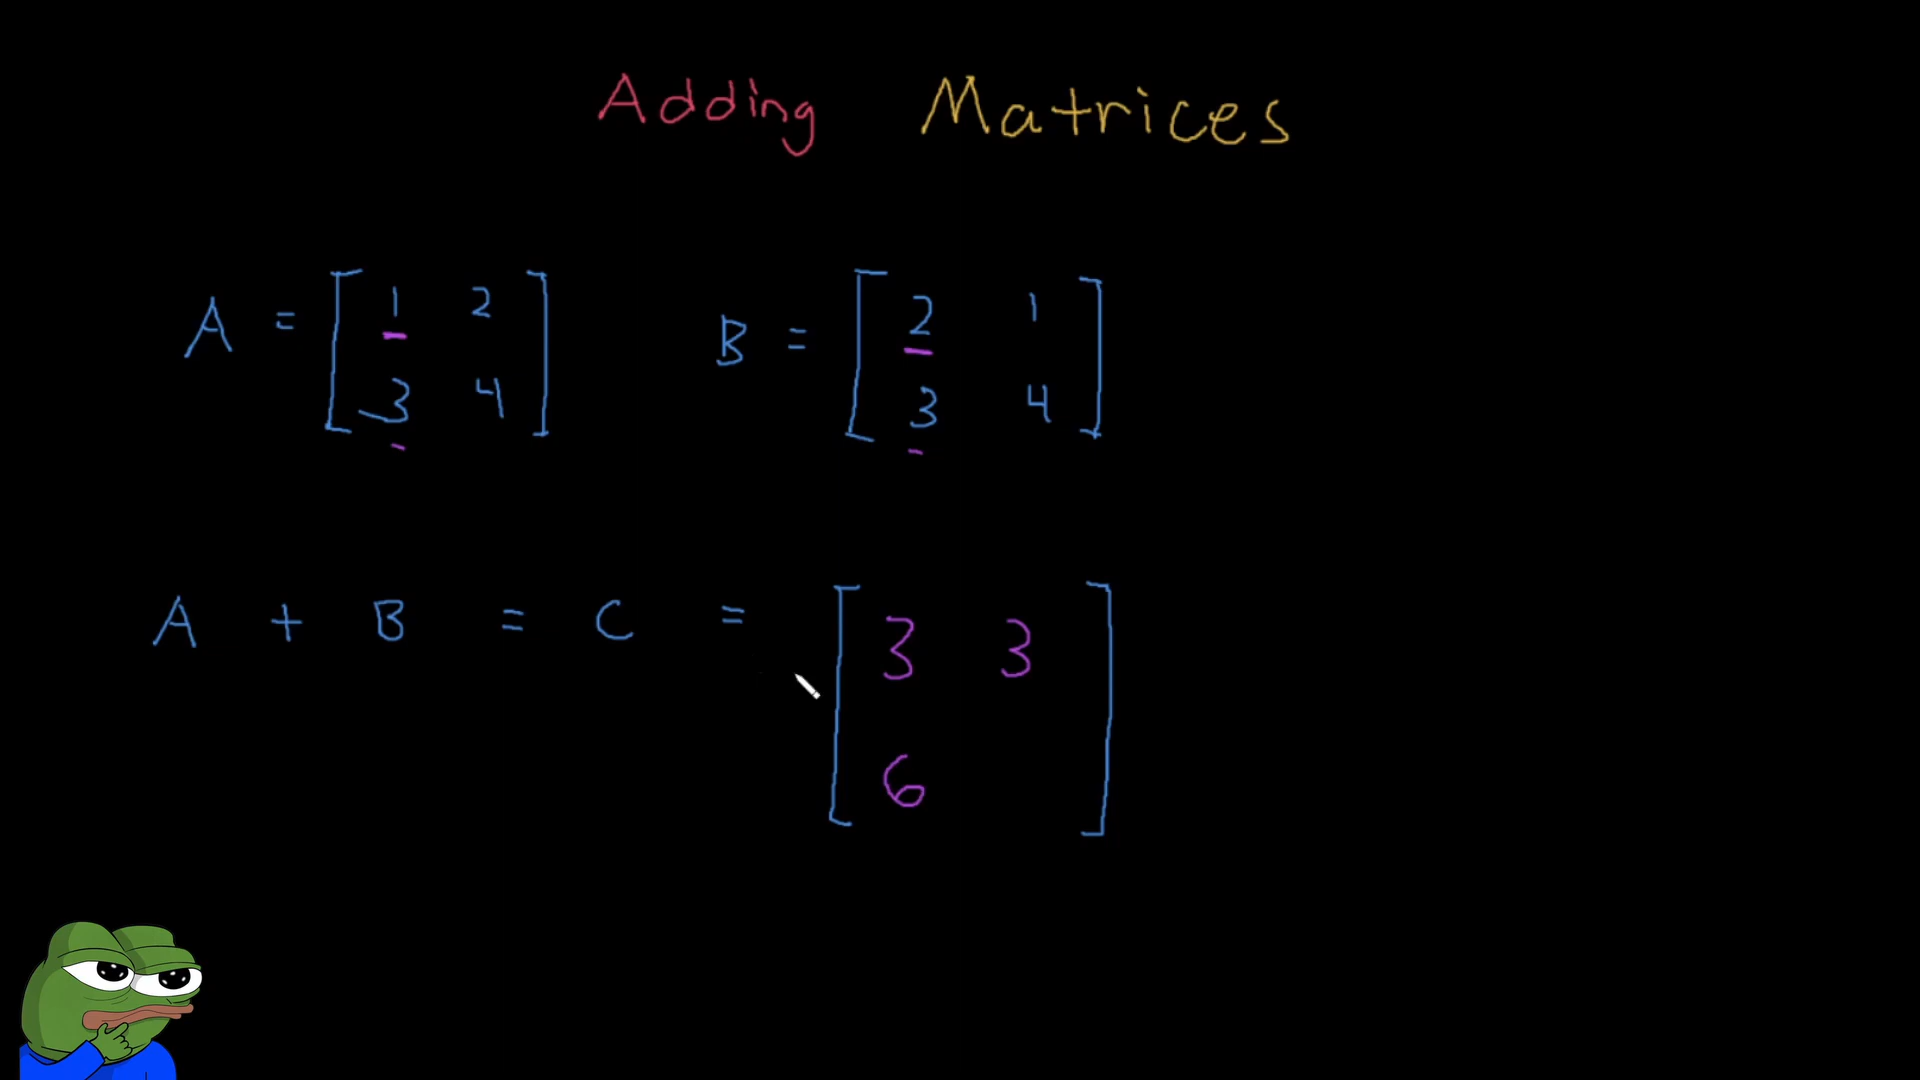 Adding Matrices
A = [ 1 2
3 4 ]
B = [ 2 1
3 4 ]
A + B = C = [ 3 3
6 ]